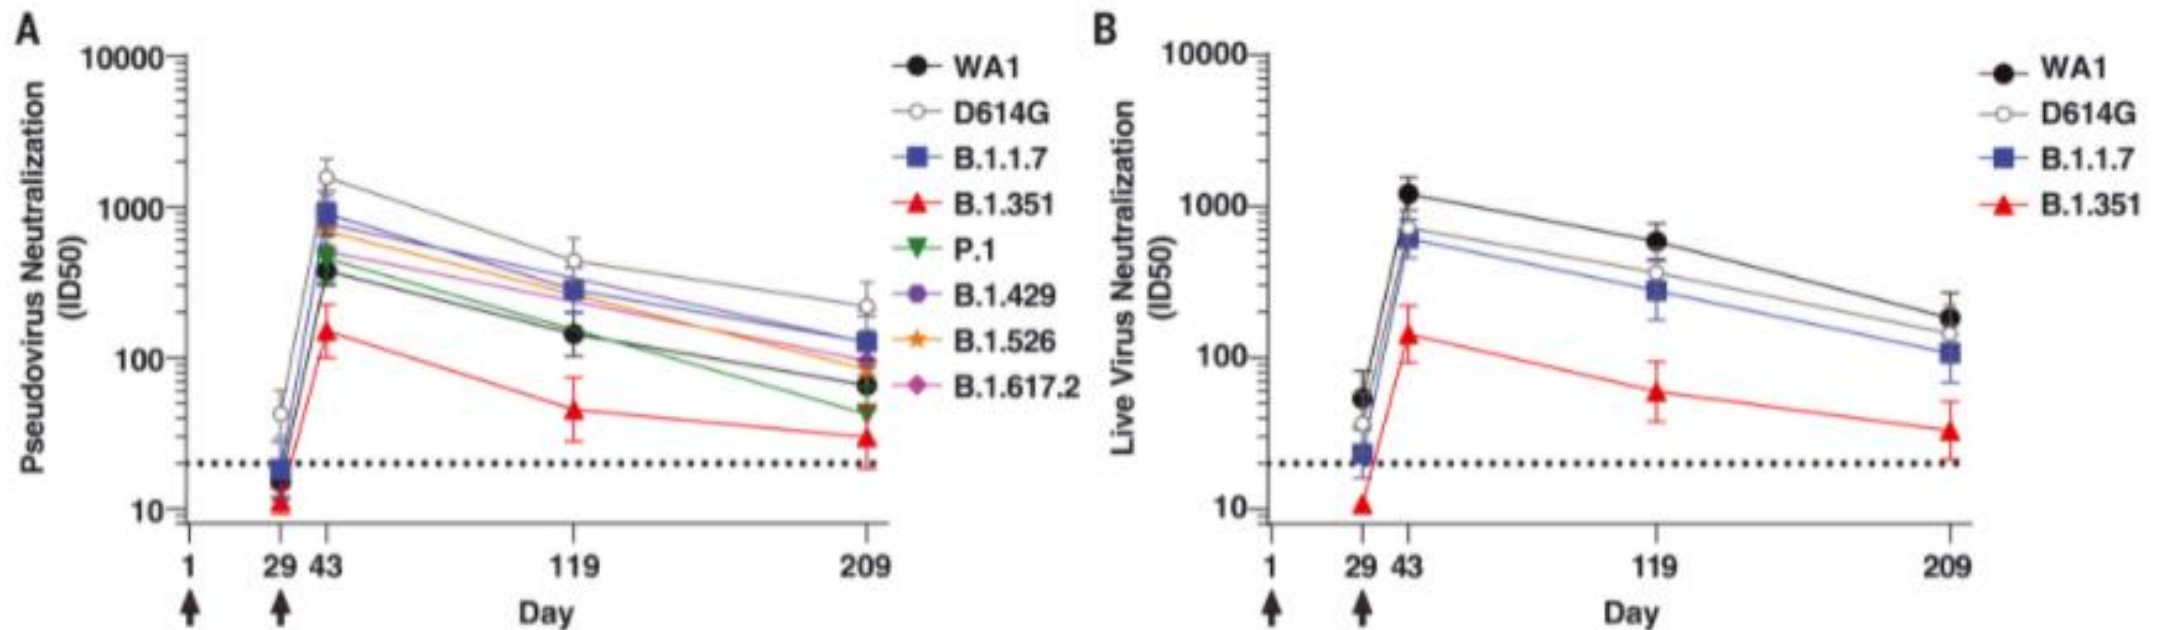 A
Pseudovirus Neutralization
(ID50)
10000
1000
100
10
1
29
43
119
209
Day
WA1
D614G
B.1.1.7
B.1.351
P.1
B.1.429
B.1.526
B.1.617.2
B
Live Virus Neutralization
(ID50)
10000
1000
100
10
1
29
43
119
209
Day
WA1
D614G
B.1.1.7
B.1.351